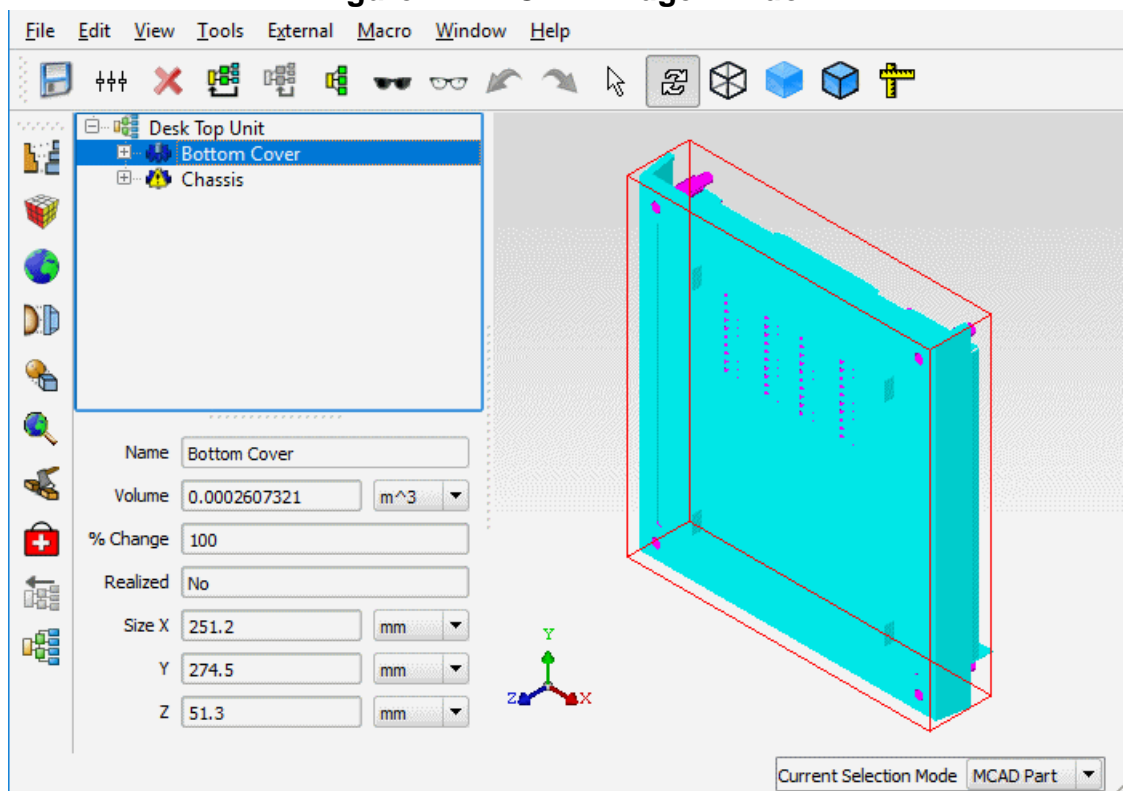 File Edit View Tools External Macro Window Help
Desk Top Unit
Bottom Cover
Chassis
Name Bottom Cover
Volume 0.0002607321 m^3
% Change 100
Realized No
Size X 251.2 mm
Y 274.5 mm
Z 51.3 mm
Y
Z X
Current Selection Mode MCAD Part